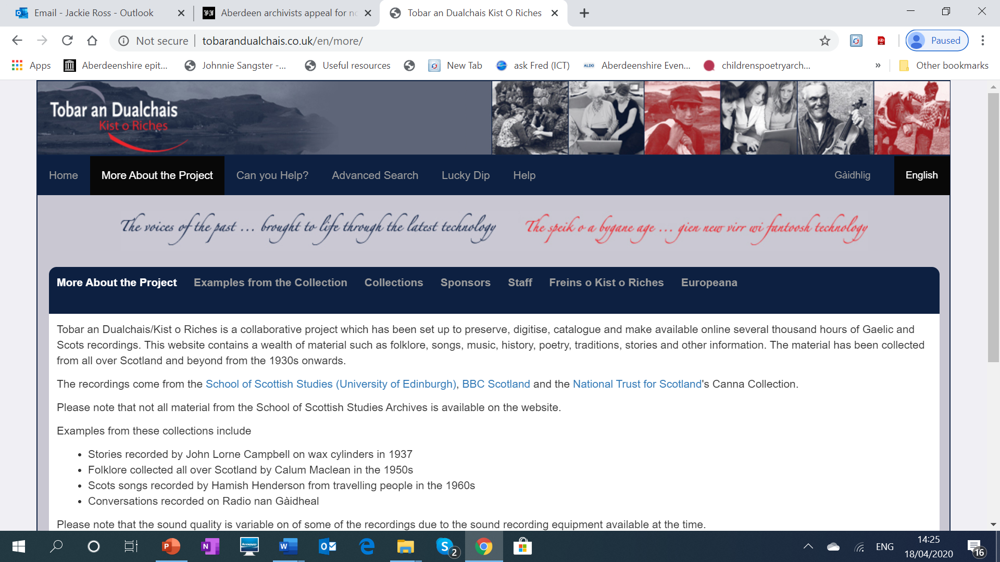 Email - Jackie Ross - Outlook
Aberdeen archivists appeal for no
Tobar an Dualchais Kist O Riches
Not secure
tobarandualchais.co.uk/en/more/
Paused
Apps
Aberdeenshire epit...
Johnnie Sangster -...
Useful resources
New Tab
ask Fred (ICT)
ALDO
Aberdeenshire Even...
childrenspoetryarch...
»
Other bookmarks
Tobar an Dualchais
Kist o Riches
Home
More About the Project
Can you Help?
Advanced Search
Lucky Dip
Help
Gàidhlig
English
The voices of the past ... brought to life through the latest technology
The speik o a bygane age ... gien new virr wi fantoosh technology
More About the Project
Examples from the Collection
Collections
Sponsors
Staff
Freins o Kist o Riches
Europeana
Tobar an Dualchais/Kist o Riches is a collaborative project which has been set up to preserve, digitise, catalogue and make available online several thousand hours of Gaelic and
Scots recordings. This website contains a wealth of material such as folklore, songs, music, history, poetry, traditions, stories and other information. The material has been collected
from all over Scotland and beyond from the 1930s onwards.
The recordings come from the School of Scottish Studies (University of Edinburgh), BBC Scotland and the National Trust for Scotland's Canna Collection.
Please note that not all material from the School of Scottish Studies Archives is available on the website.
Examples from these collections include
• Stories recorded by John Lorne Campbell on wax cylinders in 1937
• Folklore collected all over Scotland by Calum Maclean in the 1950s
• Scots songs recorded by Hamish Henderson from travelling people in the 1960s
• Conversations recorded on Radio nan Gàidheal
Please note that the sound quality is variable on of some of the recordings due to the sound recording equipment available at the time.
2
ENG
14:25
18/04/2020
16